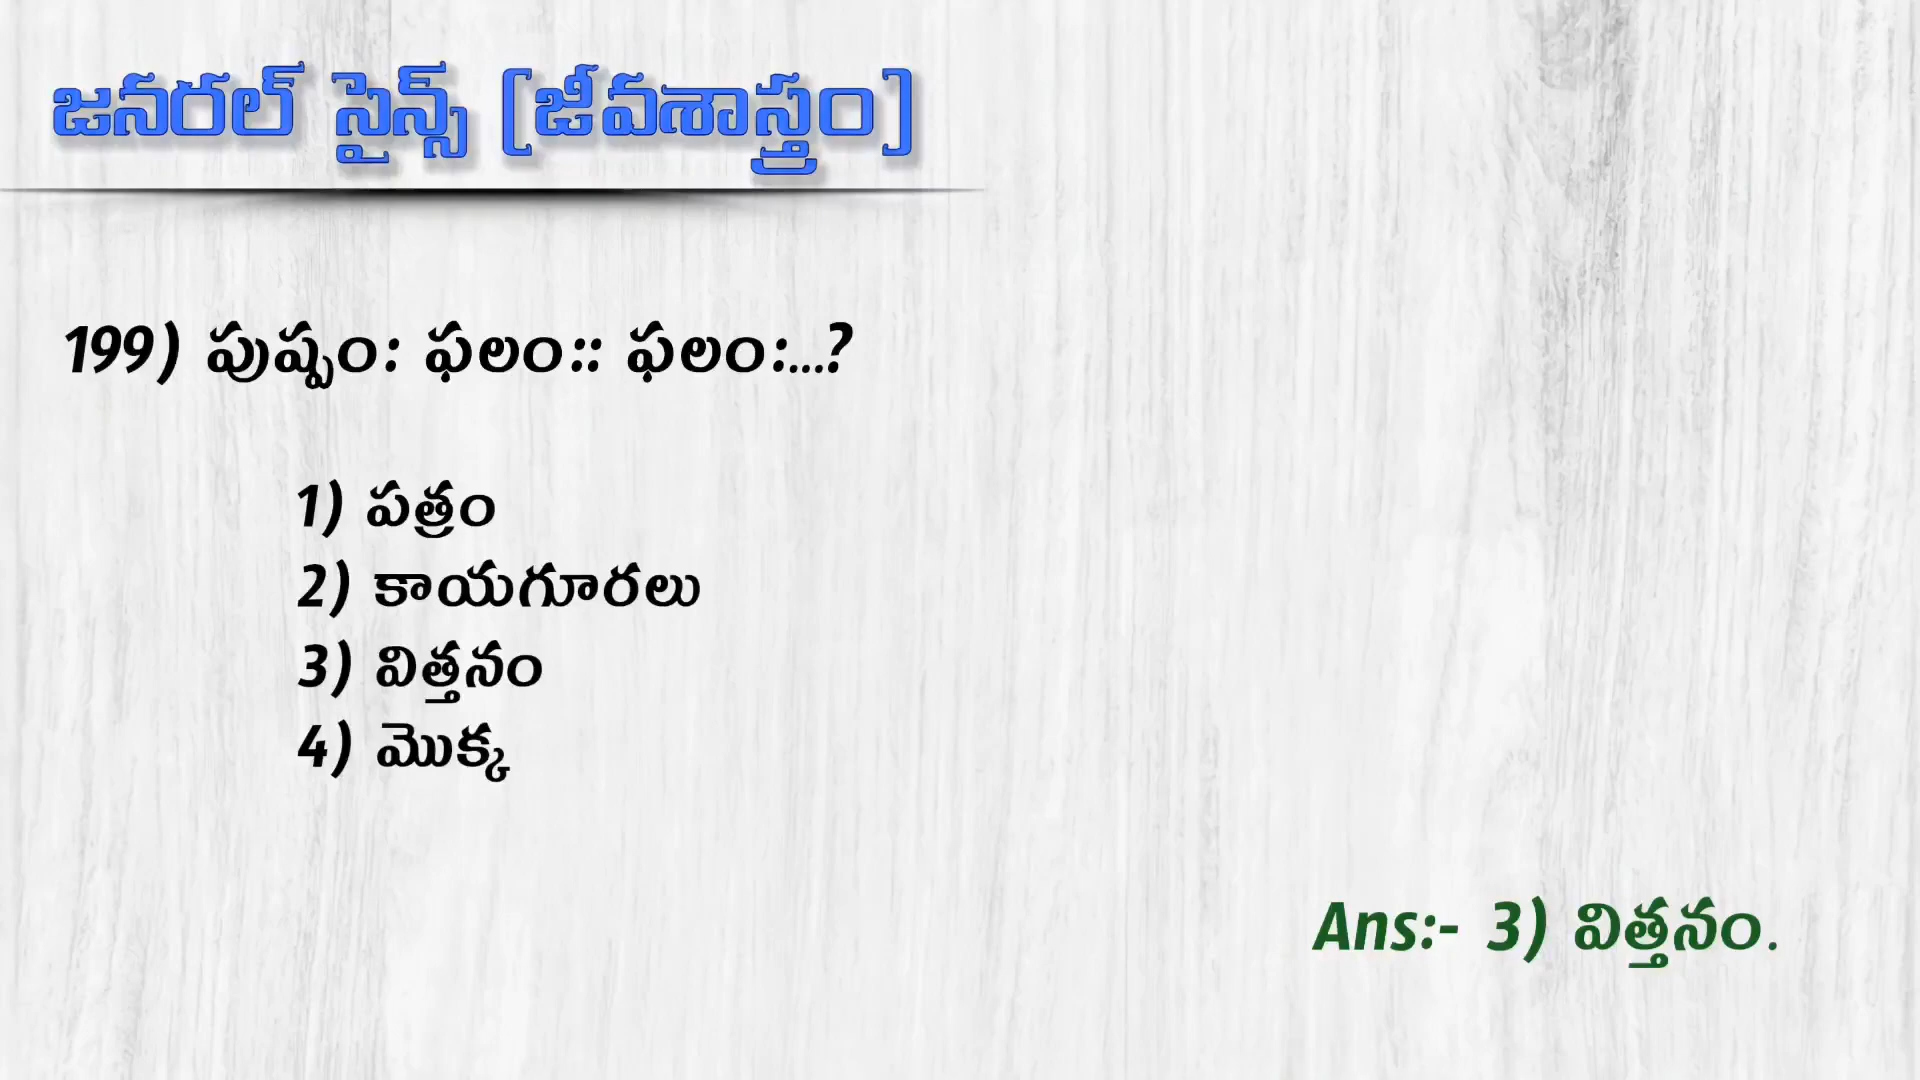 జనరల్ సైన్స్ [జీవశాస్త్రం]
199) పుష్పం: ఫలం:: ఫలం:...?
1) పత్రం
2) కాయగూరలు
3) విత్తనం
4) మొక్క
Ans:- 3) విత్తనం.